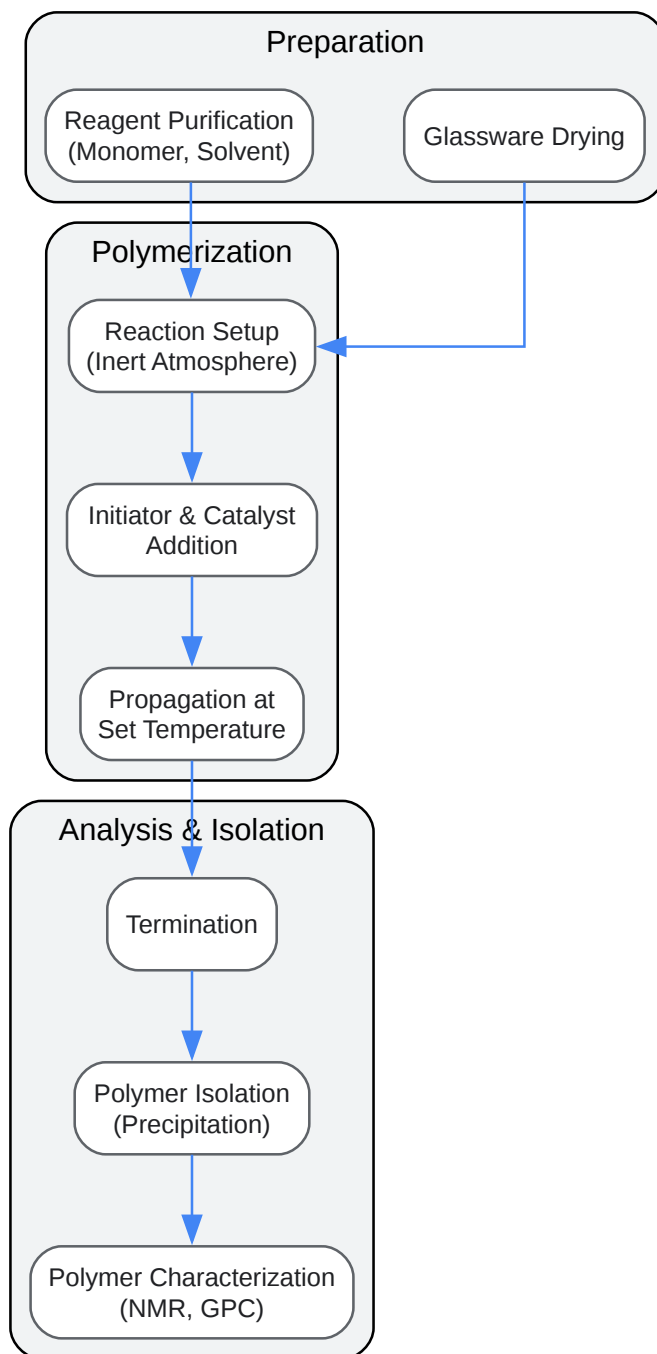 Preparation
Reagent Purification
(Monomer, Solvent)
Glassware Drying
Polymerization
Reaction Setup
(Inert Atmosphere)
Initiator & Catalyst
Addition
Propagation at
Set Temperature
Analysis & Isolation
Termination
Polymer Isolation
(Precipitation)
Polymer Characterization
(NMR, GPC)